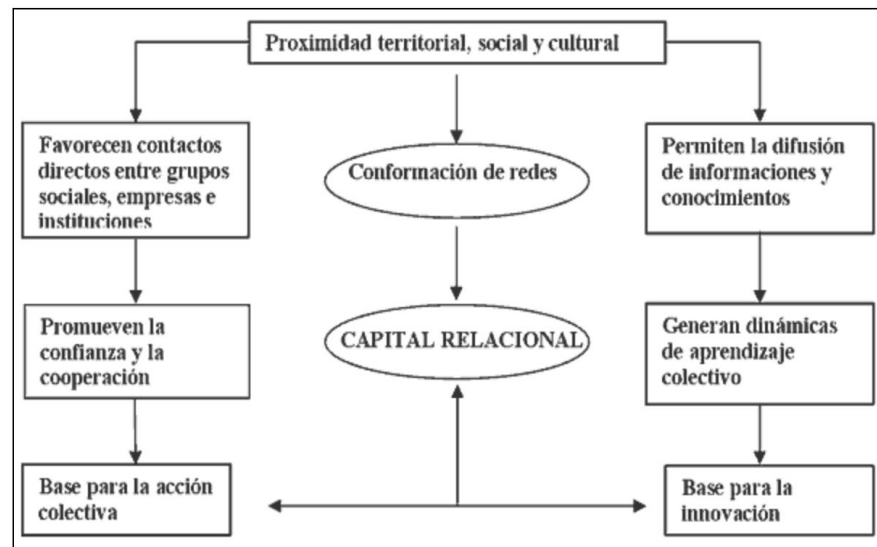 Proximidad territorial, social y cultural
Favorecen contactos
directos entre grupos
sociales, empresas e
instituciones
Conformación de redes
Permiten la difusión
de informaciones y
conocimientos
Promueven la
confianza y la
cooperación
CAPITAL RELACIONAL
Generan dinámicas
de aprendizaje
colectivo
Base para la acción
colectiva
Base para la
innovación